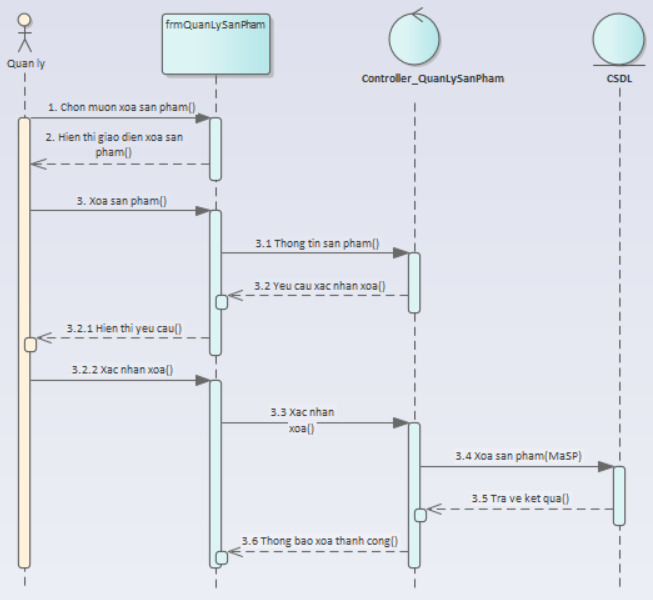 frmQuanLySanPham
Quan ly
Controller_QuanLySanPham
CSDL
1. Chon muon xoa san pham()
2. Hien thi giao dien xoa san
pham()
3. Xoa san pham()
3.1 Thong tin san pham()
3.2 Yeu cau xac nhan xoa()
3.2.1 Hien thi yeu cau()
3.2.2 Xac nhan xoa()
3.3 Xac nhan
xoa()
3.4 Xoa san pham(MaSP)
3.5 Tra ve ket qua()
3.6 Thong bao xoa thanh cong()